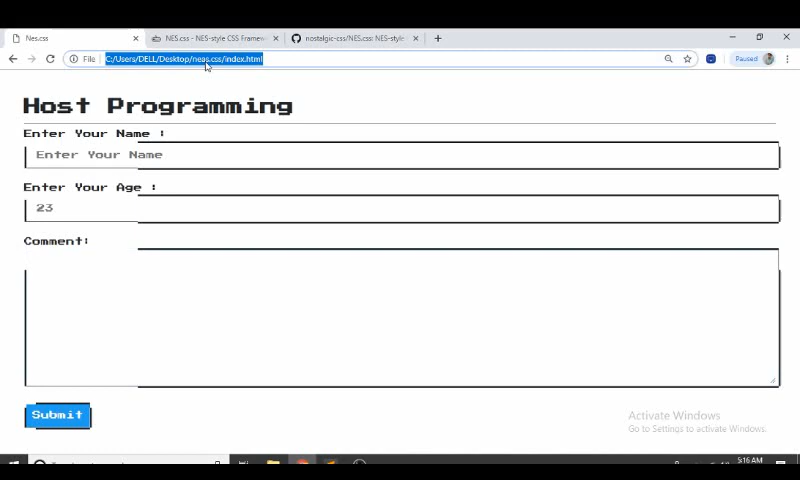 Nes.css
NES.css - NES-style CSS Framew
nostalgic-css/NES.css: NES-style
File
C:/Users/DELL/Desktop/neas.css/index.html
Paused
Host Programming
Enter Your Name :
Enter Your Name
Enter Your Age :
23
Comment:
Submit
Activate Windows
Go to Settings to activate Windows.
5:16 AM